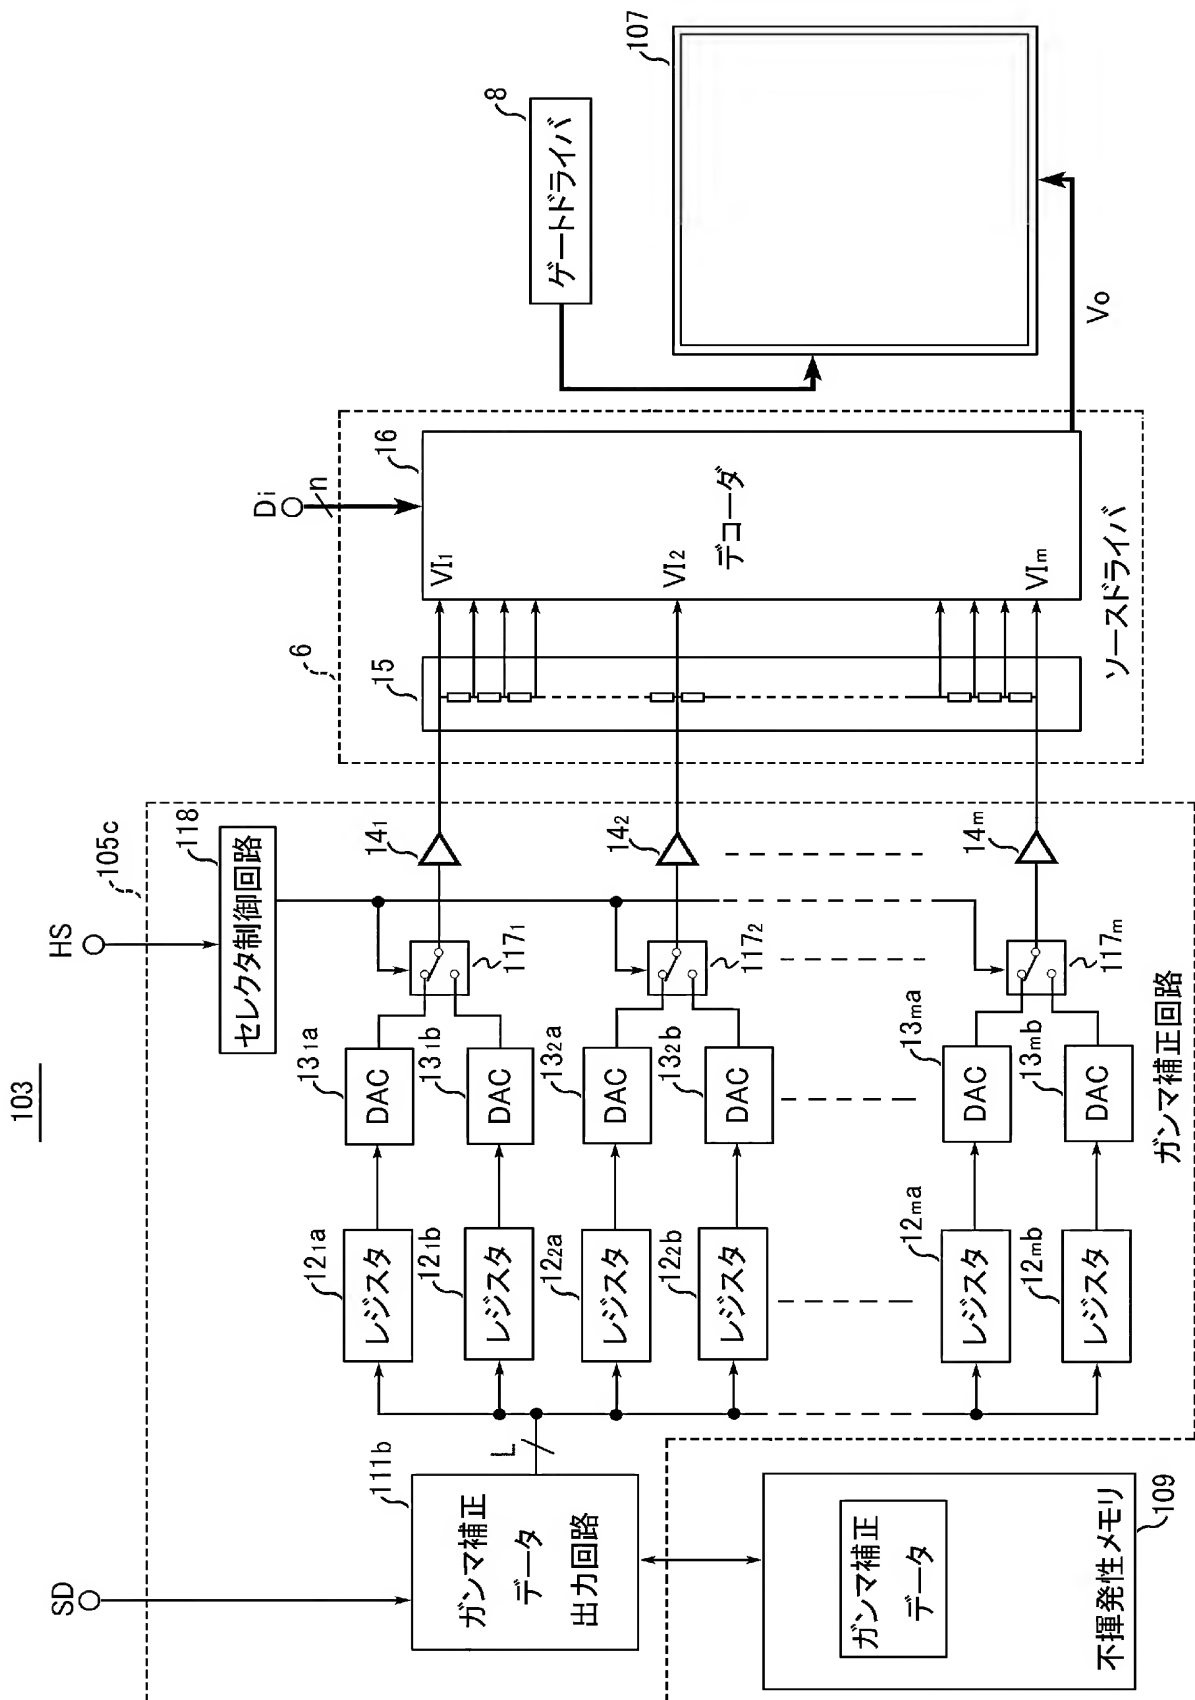 103
SD
HS
Di
n
105c
118
セレクタ制御回路
111b
ガンマ補正
データ
出力回路
L
121a
レジスタ
121b
レジスタ
122a
レジスタ
122b
レジスタ
12ma
レジスタ
12mb
レジスタ
131a
DAC
131b
DAC
132a
DAC
132b
DAC
13ma
DAC
13mb
DAC
1171
1172
117m
141
142
14m
ガンマ補正回路
109
ガンマ補正
データ
不揮発性メモリ
6
15
16
VI1
VI2
VIm
デコーダ
ソースドライバ
8
ゲートドライバ
107
Vo